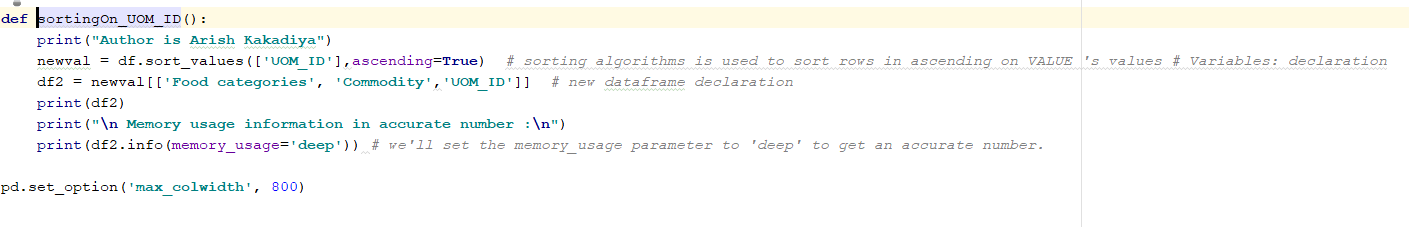 def sortingOn_UOM_ID():
    print("Author is Arish Kakadiya")
    newval = df.sort_values(['UOM_ID'],ascending=True)  # sorting algorithms is used to sort rows in ascending on VALUE 's values # Variables: declaration
    df2 = newval[['Food categories', 'Commodity','UOM_ID']]  # new dataframe declaration
    print(df2)
    print("\n Memory usage information in accurate number :\n")
    print(df2.info(memory_usage='deep')) # we'll set the memory_usage parameter to 'deep' to get an accurate number.
pd.set_option('max_colwidth', 800)